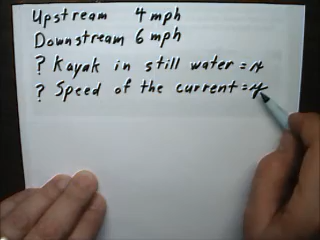 Upstream 4 mph
Downstream 6 mph
? Kayak in still water = x
? Speed of the current = y